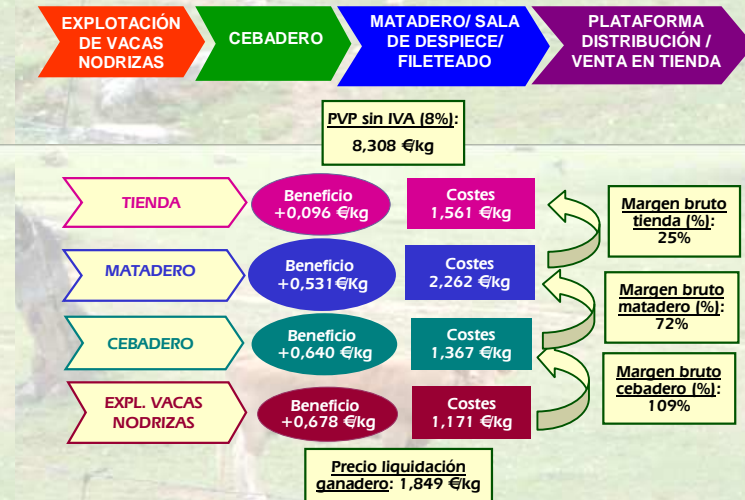 EXPLOTACIÓN
DE VACAS
NODRIZAS
CEBADERO
MATADERO/ SALA
DE DESPIECE/
FILETEADO
PLATAFORMA
DISTRIBUCIÓN /
VENTA EN TIENDA
PVP sin IVA (8%):
8,308 €/kg
TIENDA
Beneficio
+0,096 €/kg
Costes
1,561 €/kg
Margen bruto
tienda (%):
25%
MATADERO
Beneficio
+0,531€/kg
Costes
2,262 €/kg
Margen bruto
matadero (%):
72%
CEBADERO
Beneficio
+0,640 €/kg
Costes
1,367 €/kg
Margen bruto
cebadero (%):
109%
EXPL. VACAS
NODRIZAS
Beneficio
+0,678 €/kg
Costes
1,171 €/kg
Precio liquidación
ganadero: 1,849 €/kg